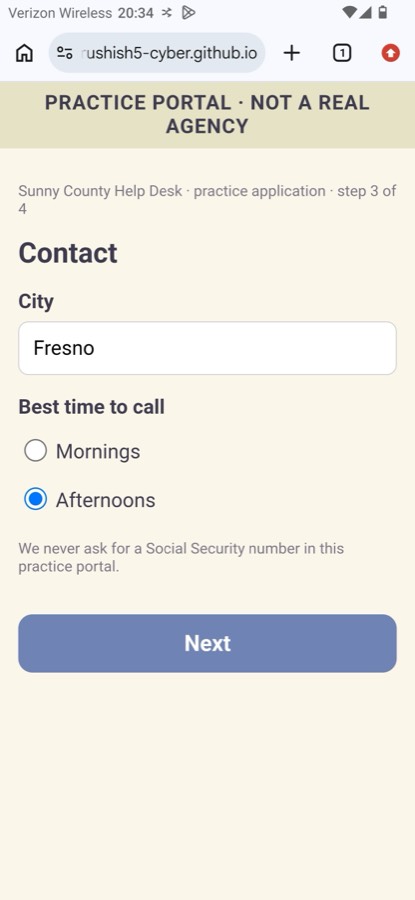 Verizon Wireless 20:34
ushish5-cyber.github.io
1
PRACTICE PORTAL · NOT A REAL
AGENCY
Sunny County Help Desk · practice application · step 3 of
4
Contact
City
Fresno
Best time to call
Mornings
Afternoons
We never ask for a Social Security number in this
practice portal.
Next